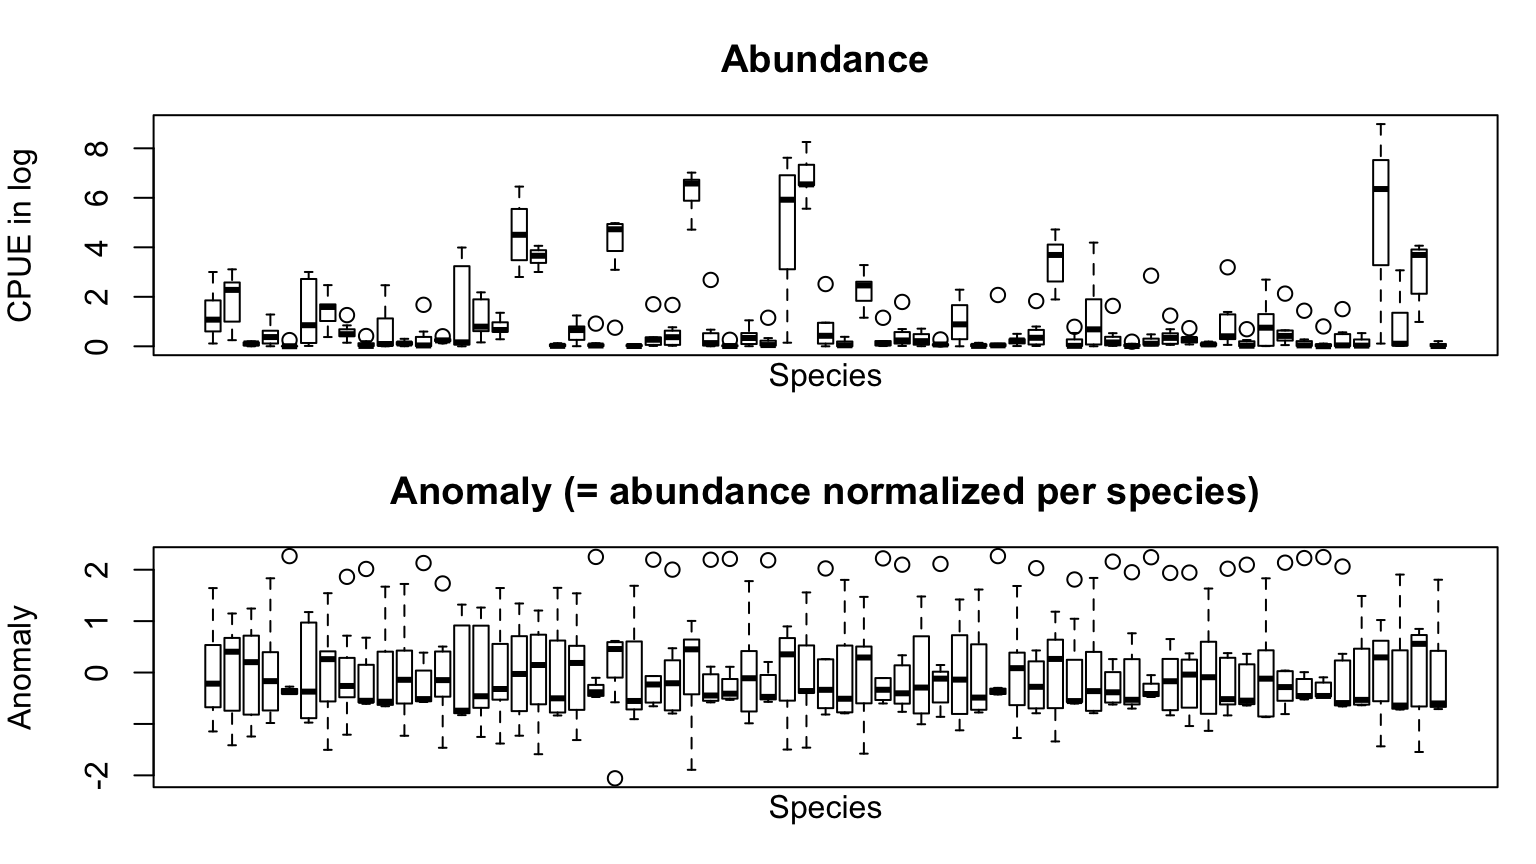 Abundance
CPUE in log
8
6
4
2
0
Species
Anomaly (= abundance normalized per species)
Anomaly
2
1
0
-2
Species